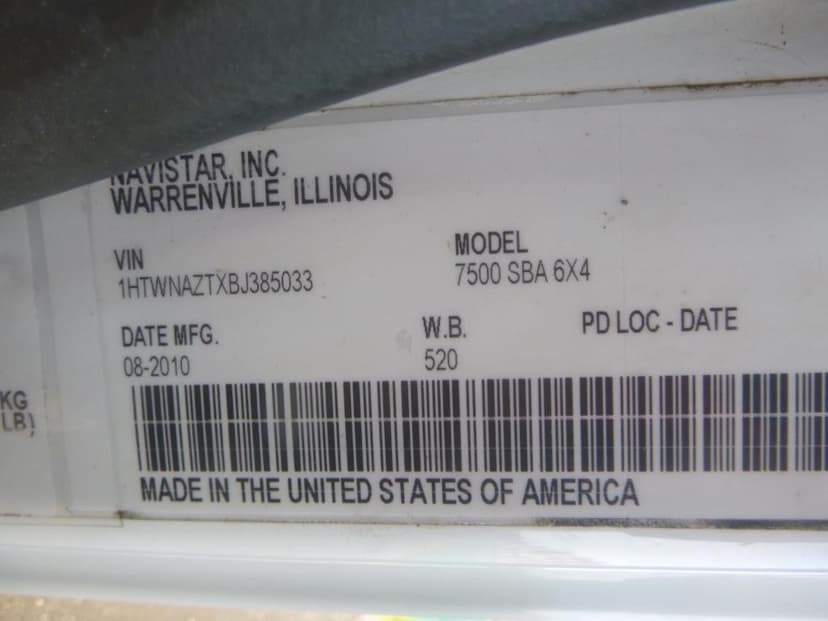 NAVISTAR, INC.
WARRENVILLE, ILLINOIS
VIN
1HTWNAZTXBJ385033
MODEL
7500 SBA 6X4
DATE MFG.
08-2010
W.B.
520
PD LOC - DATE
KG
LB)
MADE IN THE UNITED STATES OF AMERICA